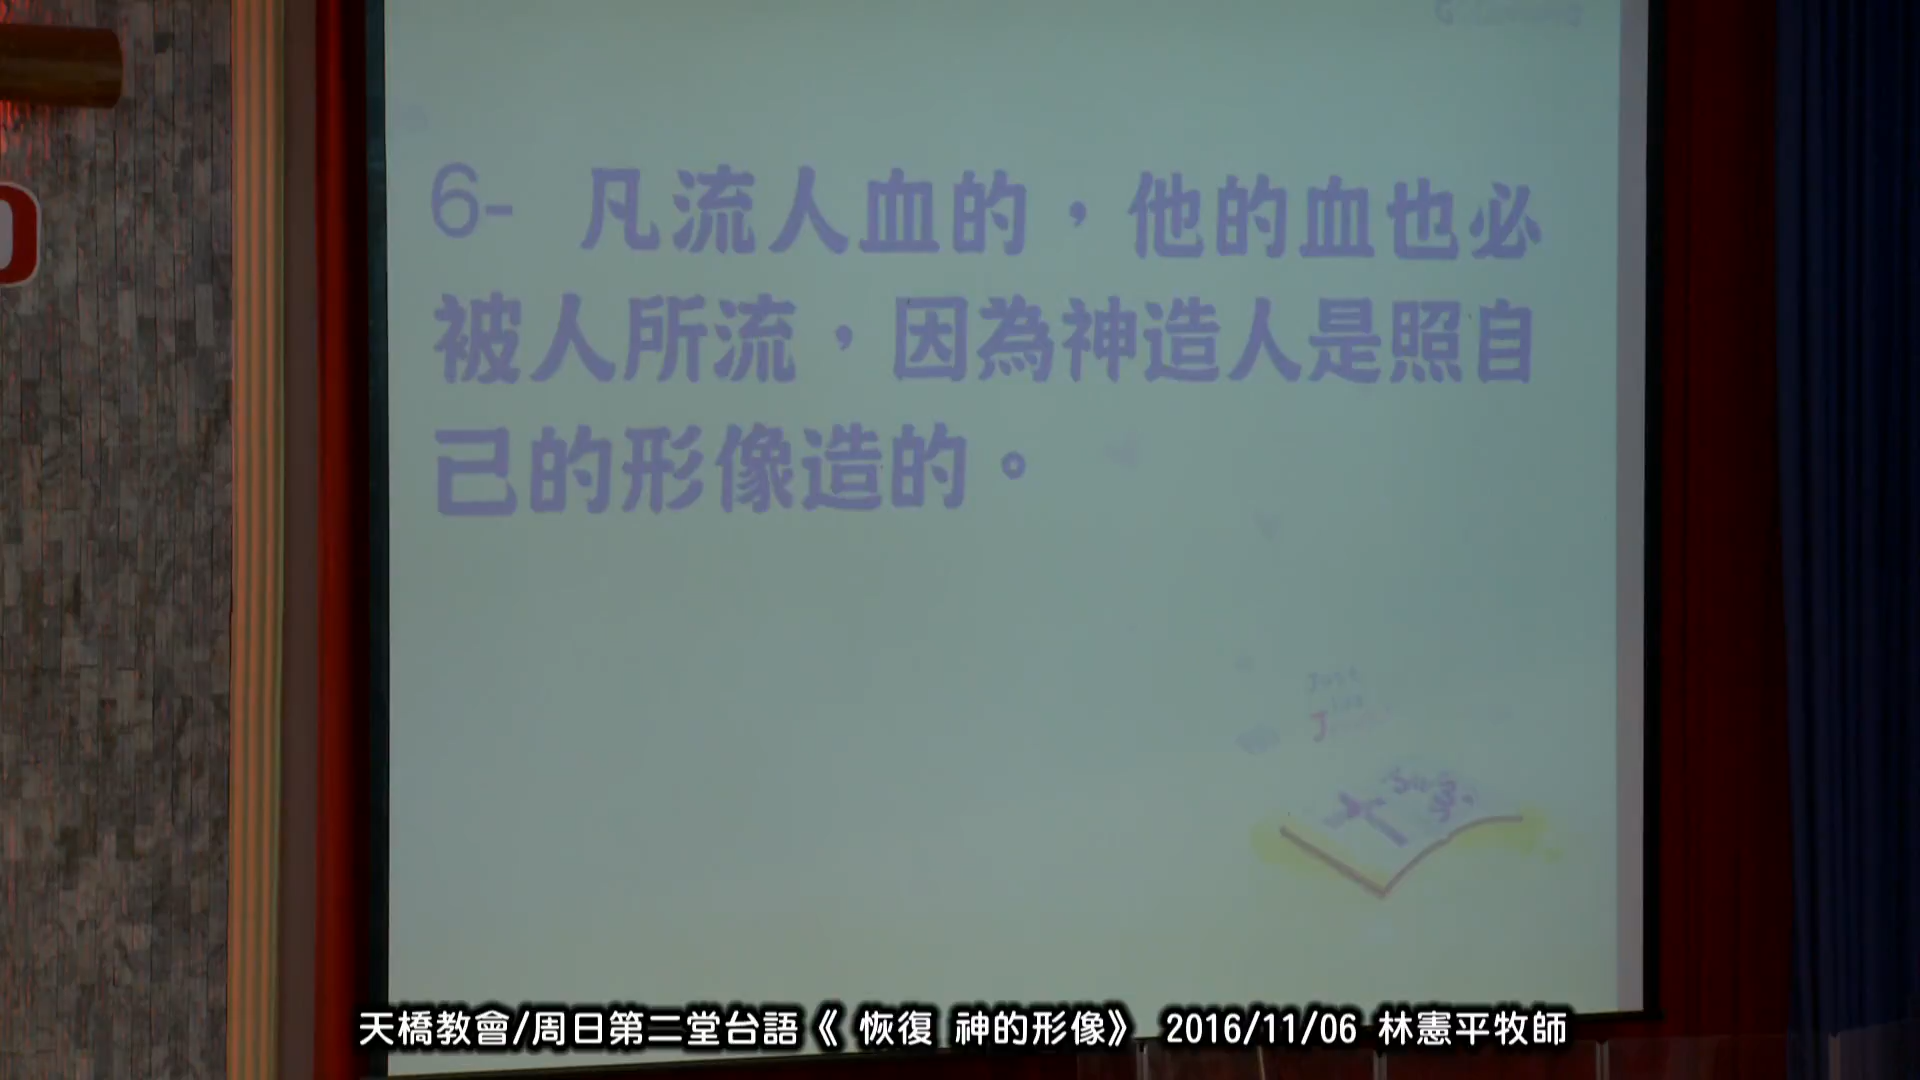 6- 凡流人血的，他的血也必
被人所流，因為神造人是照自
己的形像造的。
天橋教會/周日第二堂台語《 恢復 神的形像》 2016/11/06 林憲平牧師